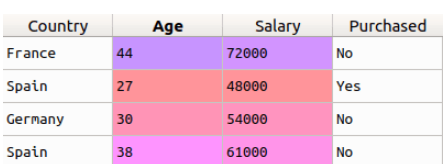 Country Age Salary Purchased
France 44 72000 No
Spain 27 48000 Yes
Germany 30 54000 No
Spain 38 61000 No